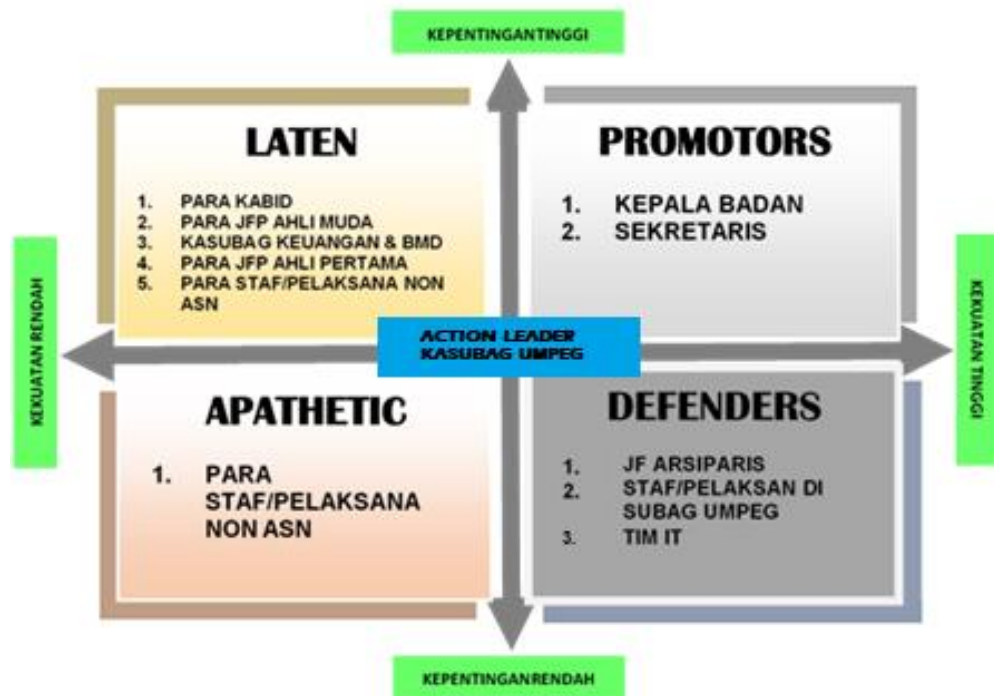 KEPENTINGANTINGGI
LATEN
1. PARA KABID
2. PARA JFP AHLI MUDA
3. KASUBAG KEUANGAN & BMD
4. PARA JFP AHLI PERTAMA
5. PARA STAF/PELAKSANA NON
ASN
PROMOTORS
1. KEPALA BADAN
2. SEKRETARIS
KEKUATAN RENDAH
ACTION LEADER
KASUBAG UMPEG
KEKUATAN TINGGI
APATHETIC
1. PARA
STAF/PELAKSANA
NON ASN
DEFENDERS
1. JF ARSIPARIS
2. STAF/PELAKSAN DI
SUBAG UMPEG
3. TIM IT
KEPENTINGANRENDAH